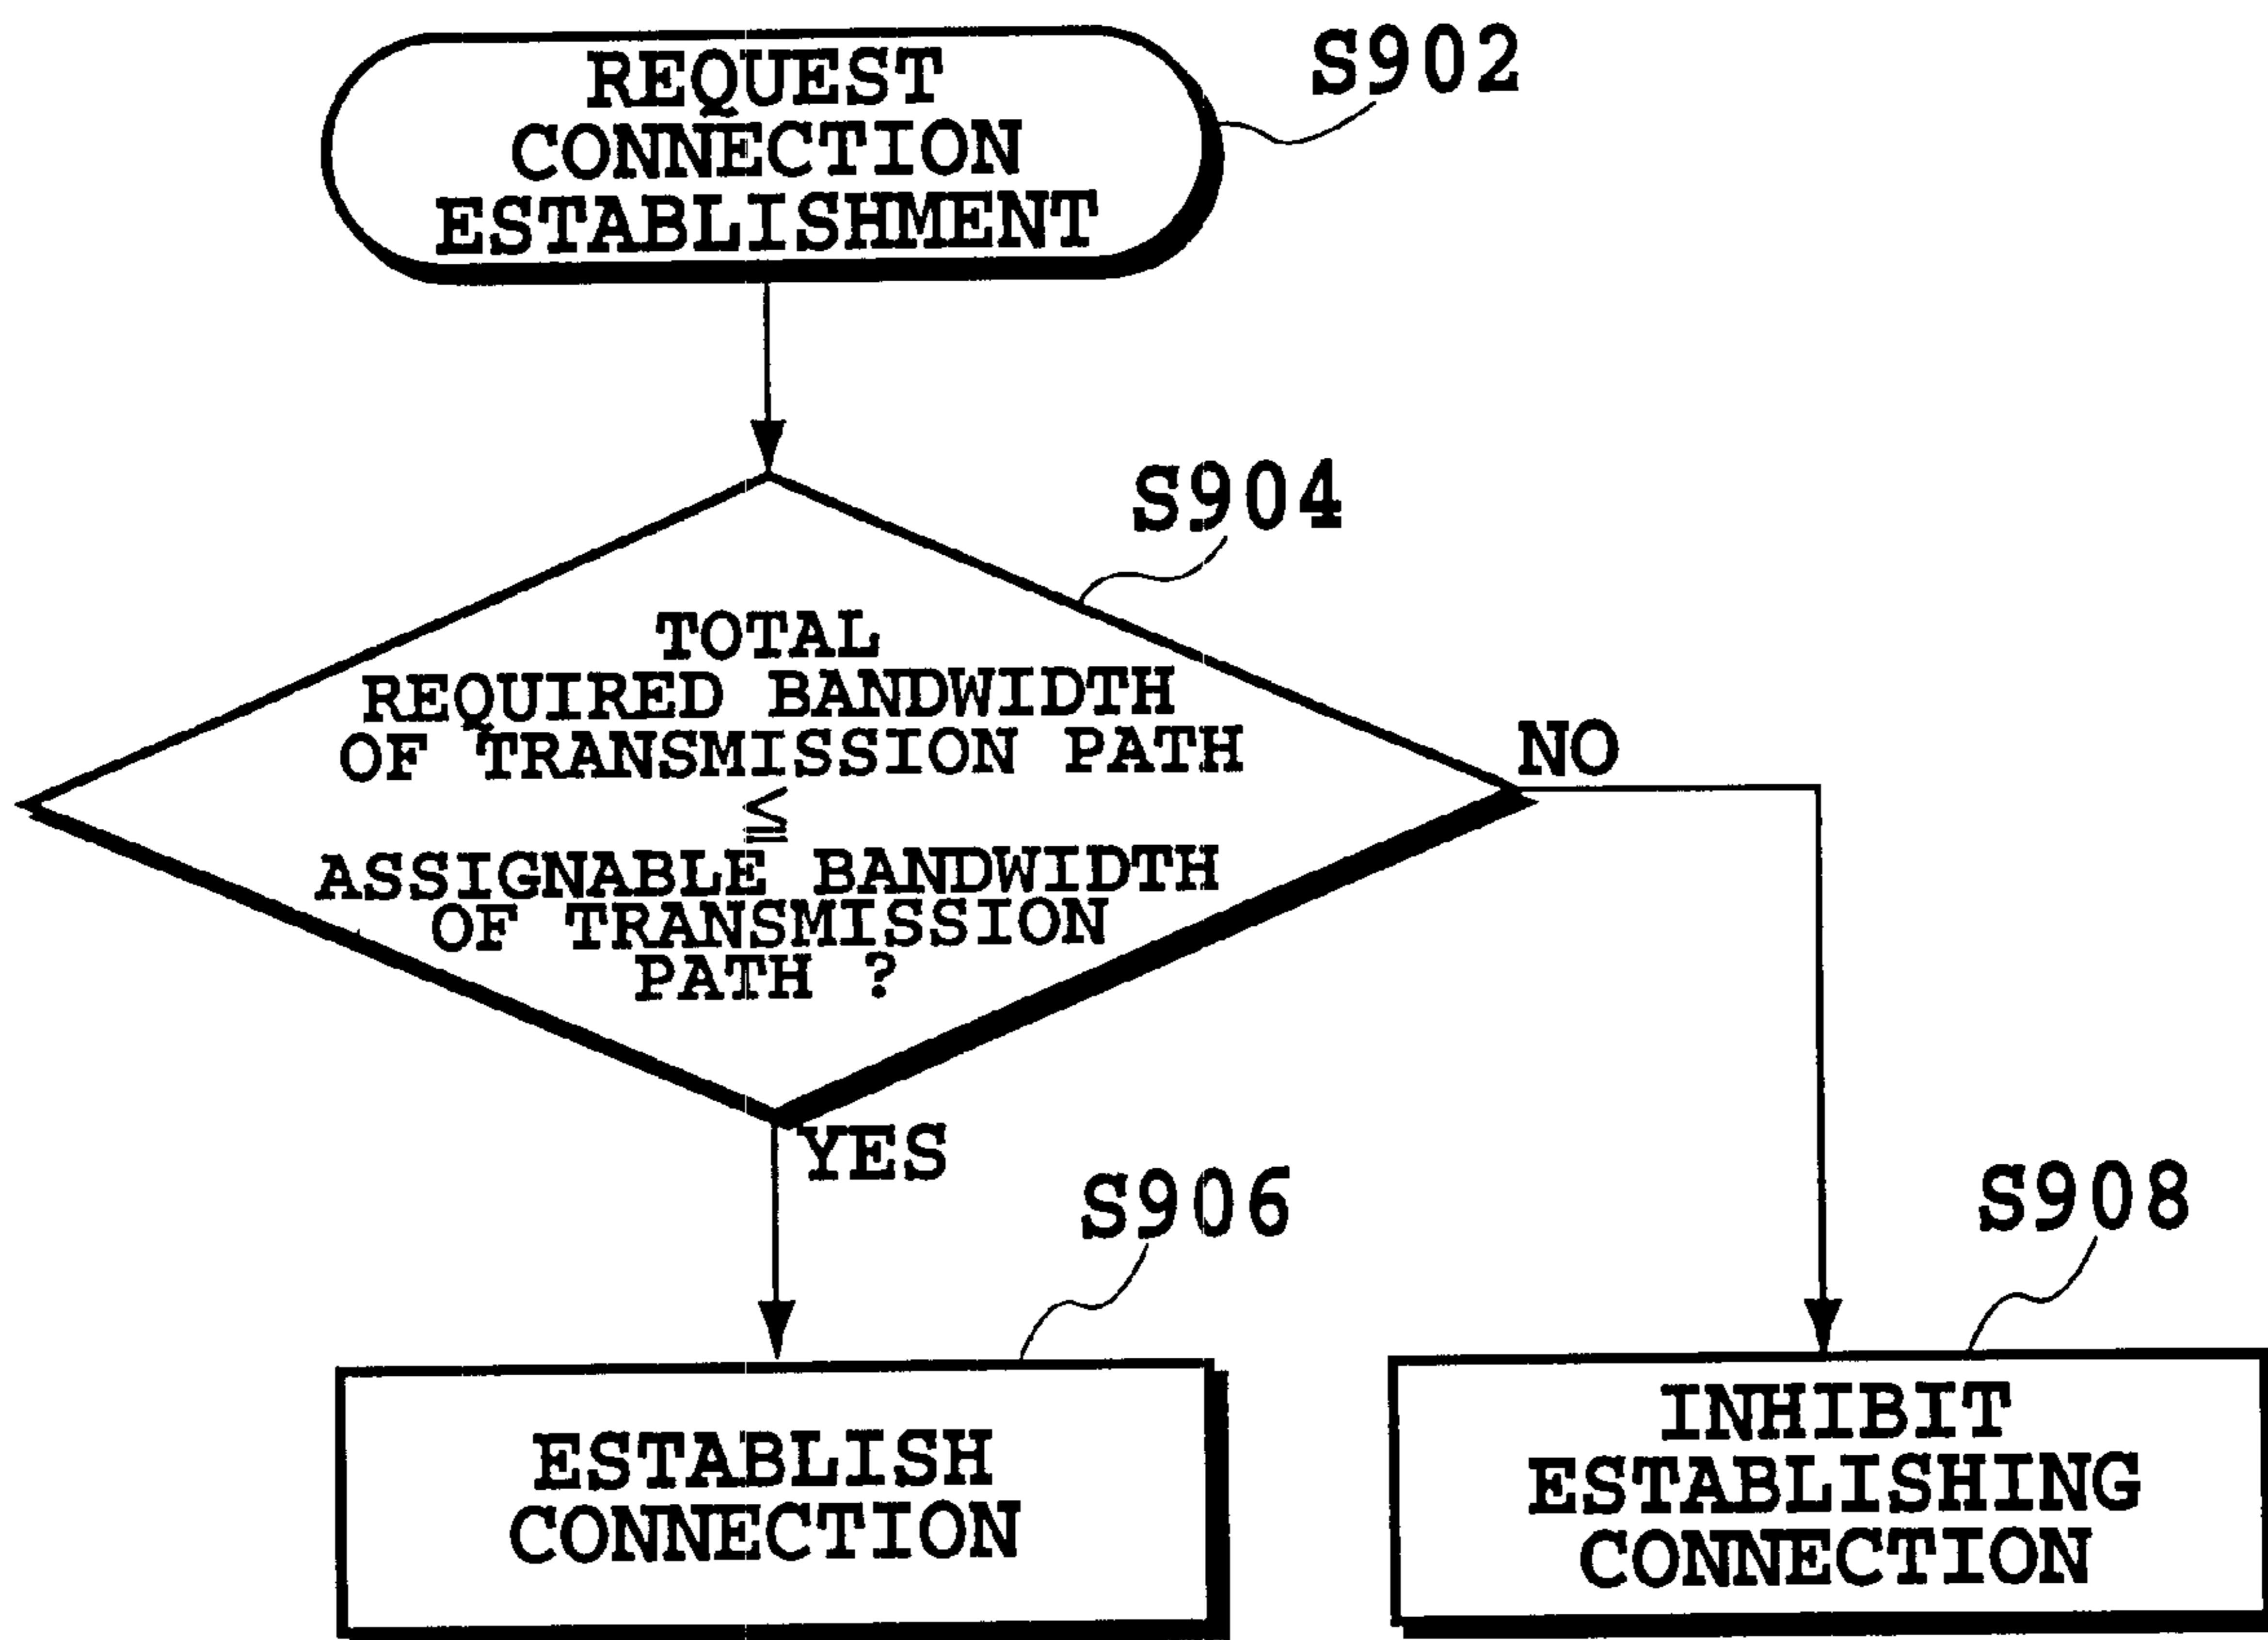 REQUEST
CONNECTION
ESTABLISHMENT
S902
S904
TOTAL
REQUIRED BANDWIDTH
OF TRANSMISSION PATH
≦
ASSIGNABLE BANDWIDTH
OF TRANSMISSION
PATH ?
NO
YES
S906
S908
ESTABLISH
CONNECTION
INHIBIT
ESTABLISHING
CONNECTION